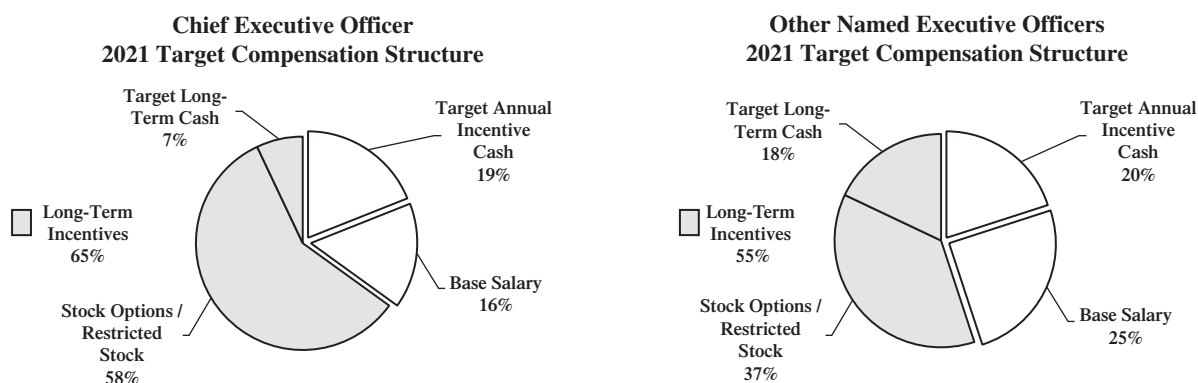 Chief Executive Officer
2021 Target Compensation Structure
Target Long-
Term Cash
7%
Target Annual
Incentive
Cash
19%
Long-Term
Incentives
65%
Base Salary
16%
Stock Options /
Restricted
Stock
58%
Other Named Executive Officers
2021 Target Compensation Structure
Target Long-
Term Cash
18%
Target Annual
Incentive
Cash
20%
Long-Term
Incentives
55%
Stock Options /
Restricted
Stock
37%
Base Salary
25%